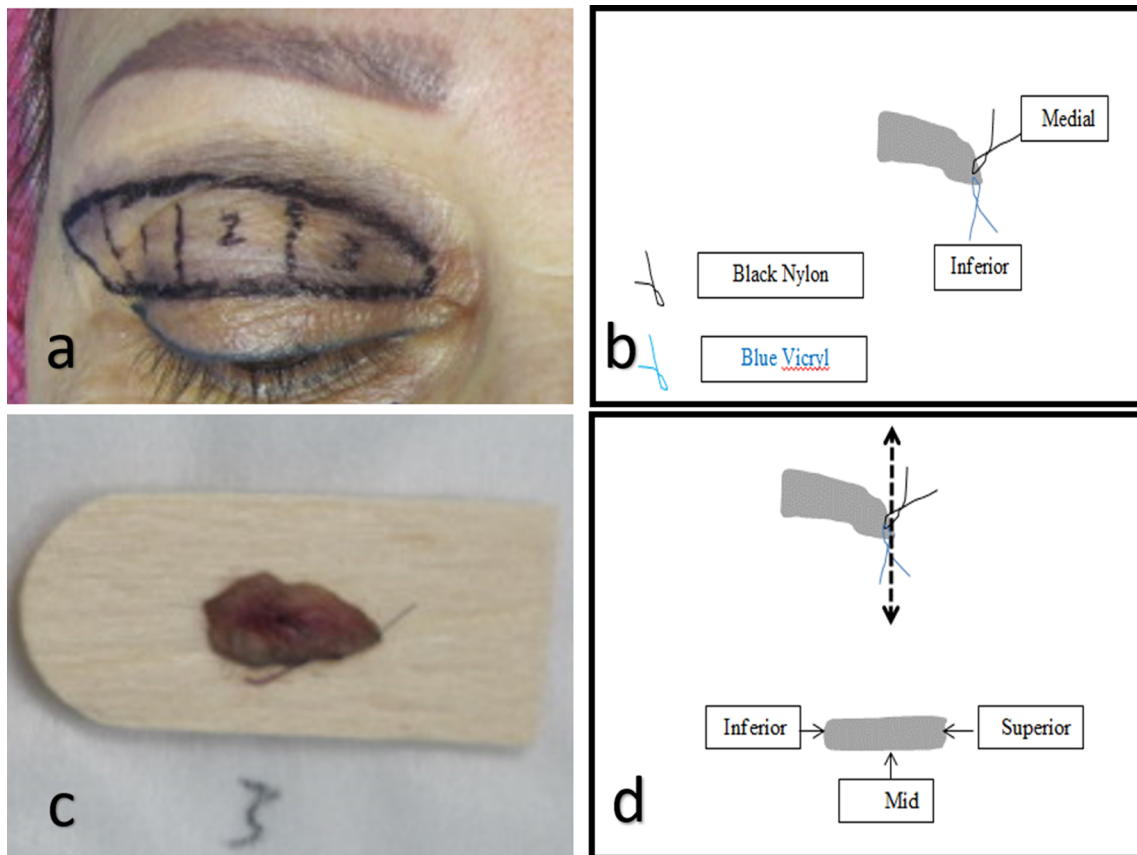 1
2
3
a
Medial
Inferior
Black Nylon
Blue Vicryl
b
3
c
Inferior
Superior
Mid
d